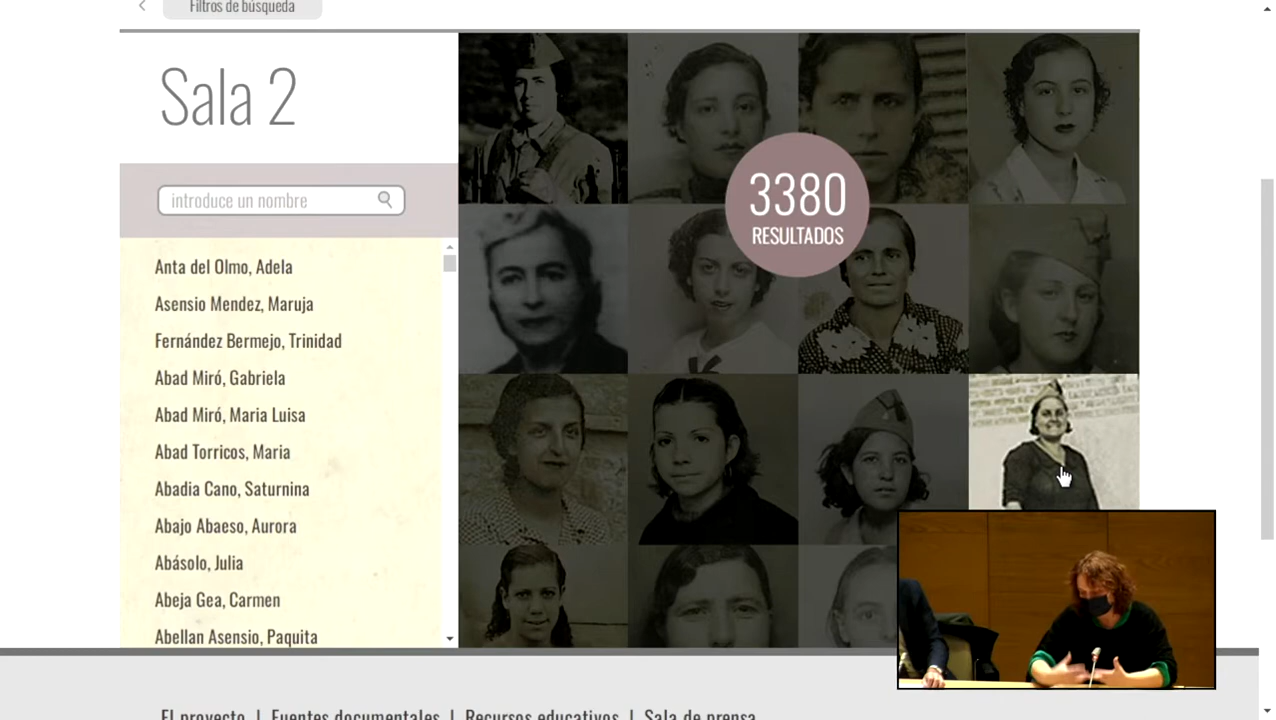 Filtros de búsqueda
Sala 2
introduce un nombre
3380
RESULTADOS
Anta del Olmo, Adela
Asensio Mendez, Maruja
Fernández Bermejo, Trinidad
Abad Miró, Gabriela
Abad Miró, Maria Luisa
Abad Torricos, Maria
Abadia Cano, Saturnina
Abajo Abaeso, Aurora
Abásolo, Julia
Abeja Gea, Carmen
Abellan Asensio, Paquita
El proyecto | Fuentes documentales | Recursos educativos | Sala de prensa